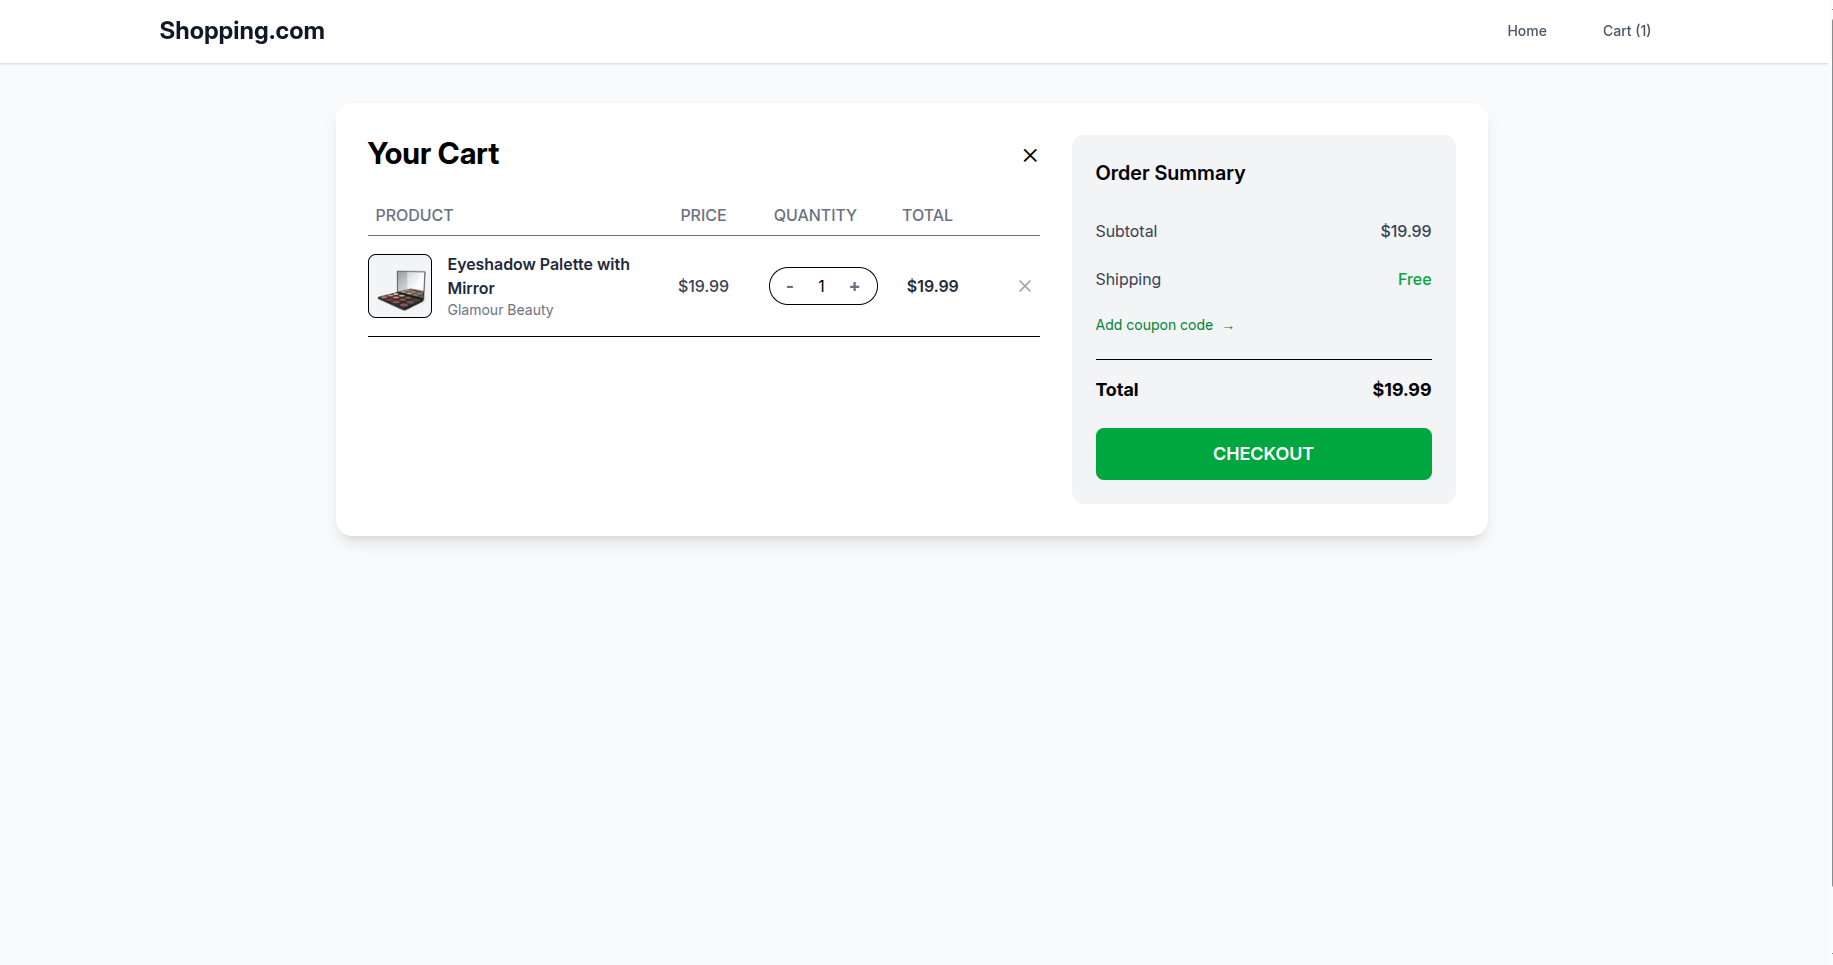 Shopping.com
Home
Cart (1)
Your Cart
×
PRODUCT PRICE QUANTITY TOTAL
Eyeshadow Palette with
Mirror
Glamour Beauty
$19.99
- 1 +
$19.99
×
Order Summary
Subtotal $19.99
Shipping Free
Add coupon code →
Total $19.99
CHECKOUT